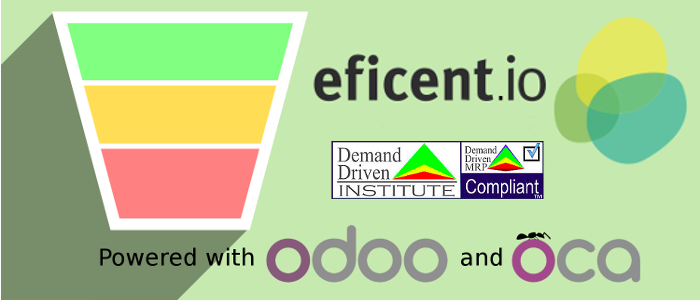 eficent.io
Demand
Driven
INSTITUTE
Demand
Driven
MRP
Compliant
TM
Powered with odoo and oca